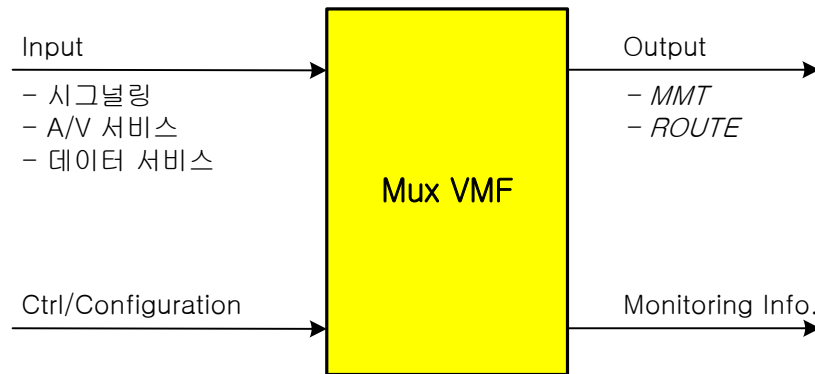 Input
- 시그널링
- A/V 서비스
- 데이터 서비스
Mux VMF
Output
- MMT
- ROUTE
Ctrl/Configuration
Monitoring Info.